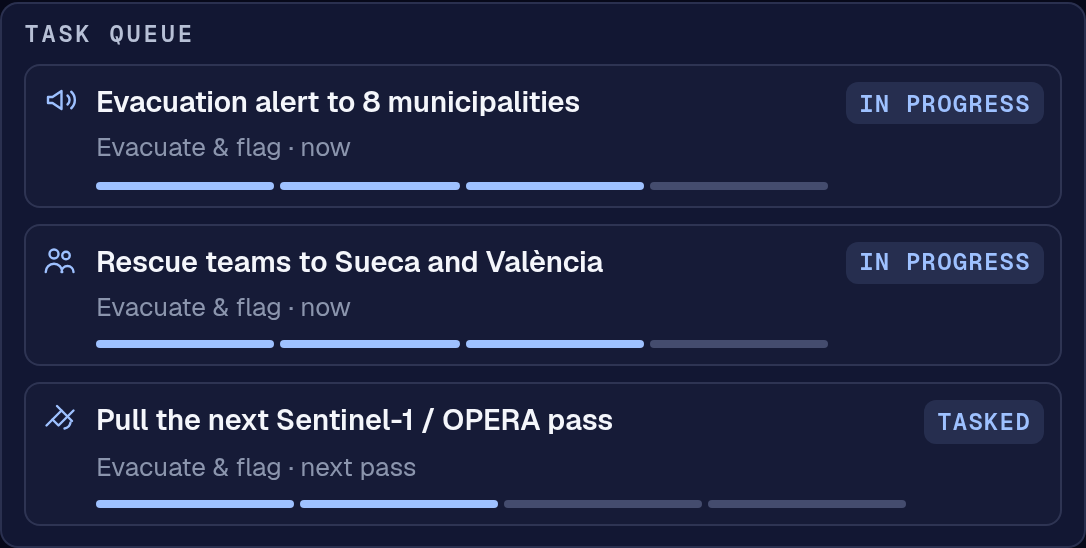 TASK QUEUE
Evacuation alert to 8 municipalities
IN PROGRESS
Evacuate & flag · now
Rescue teams to Sueca and València
IN PROGRESS
Evacuate & flag · now
Pull the next Sentinel-1 / OPERA pass
TASKED
Evacuate & flag · next pass